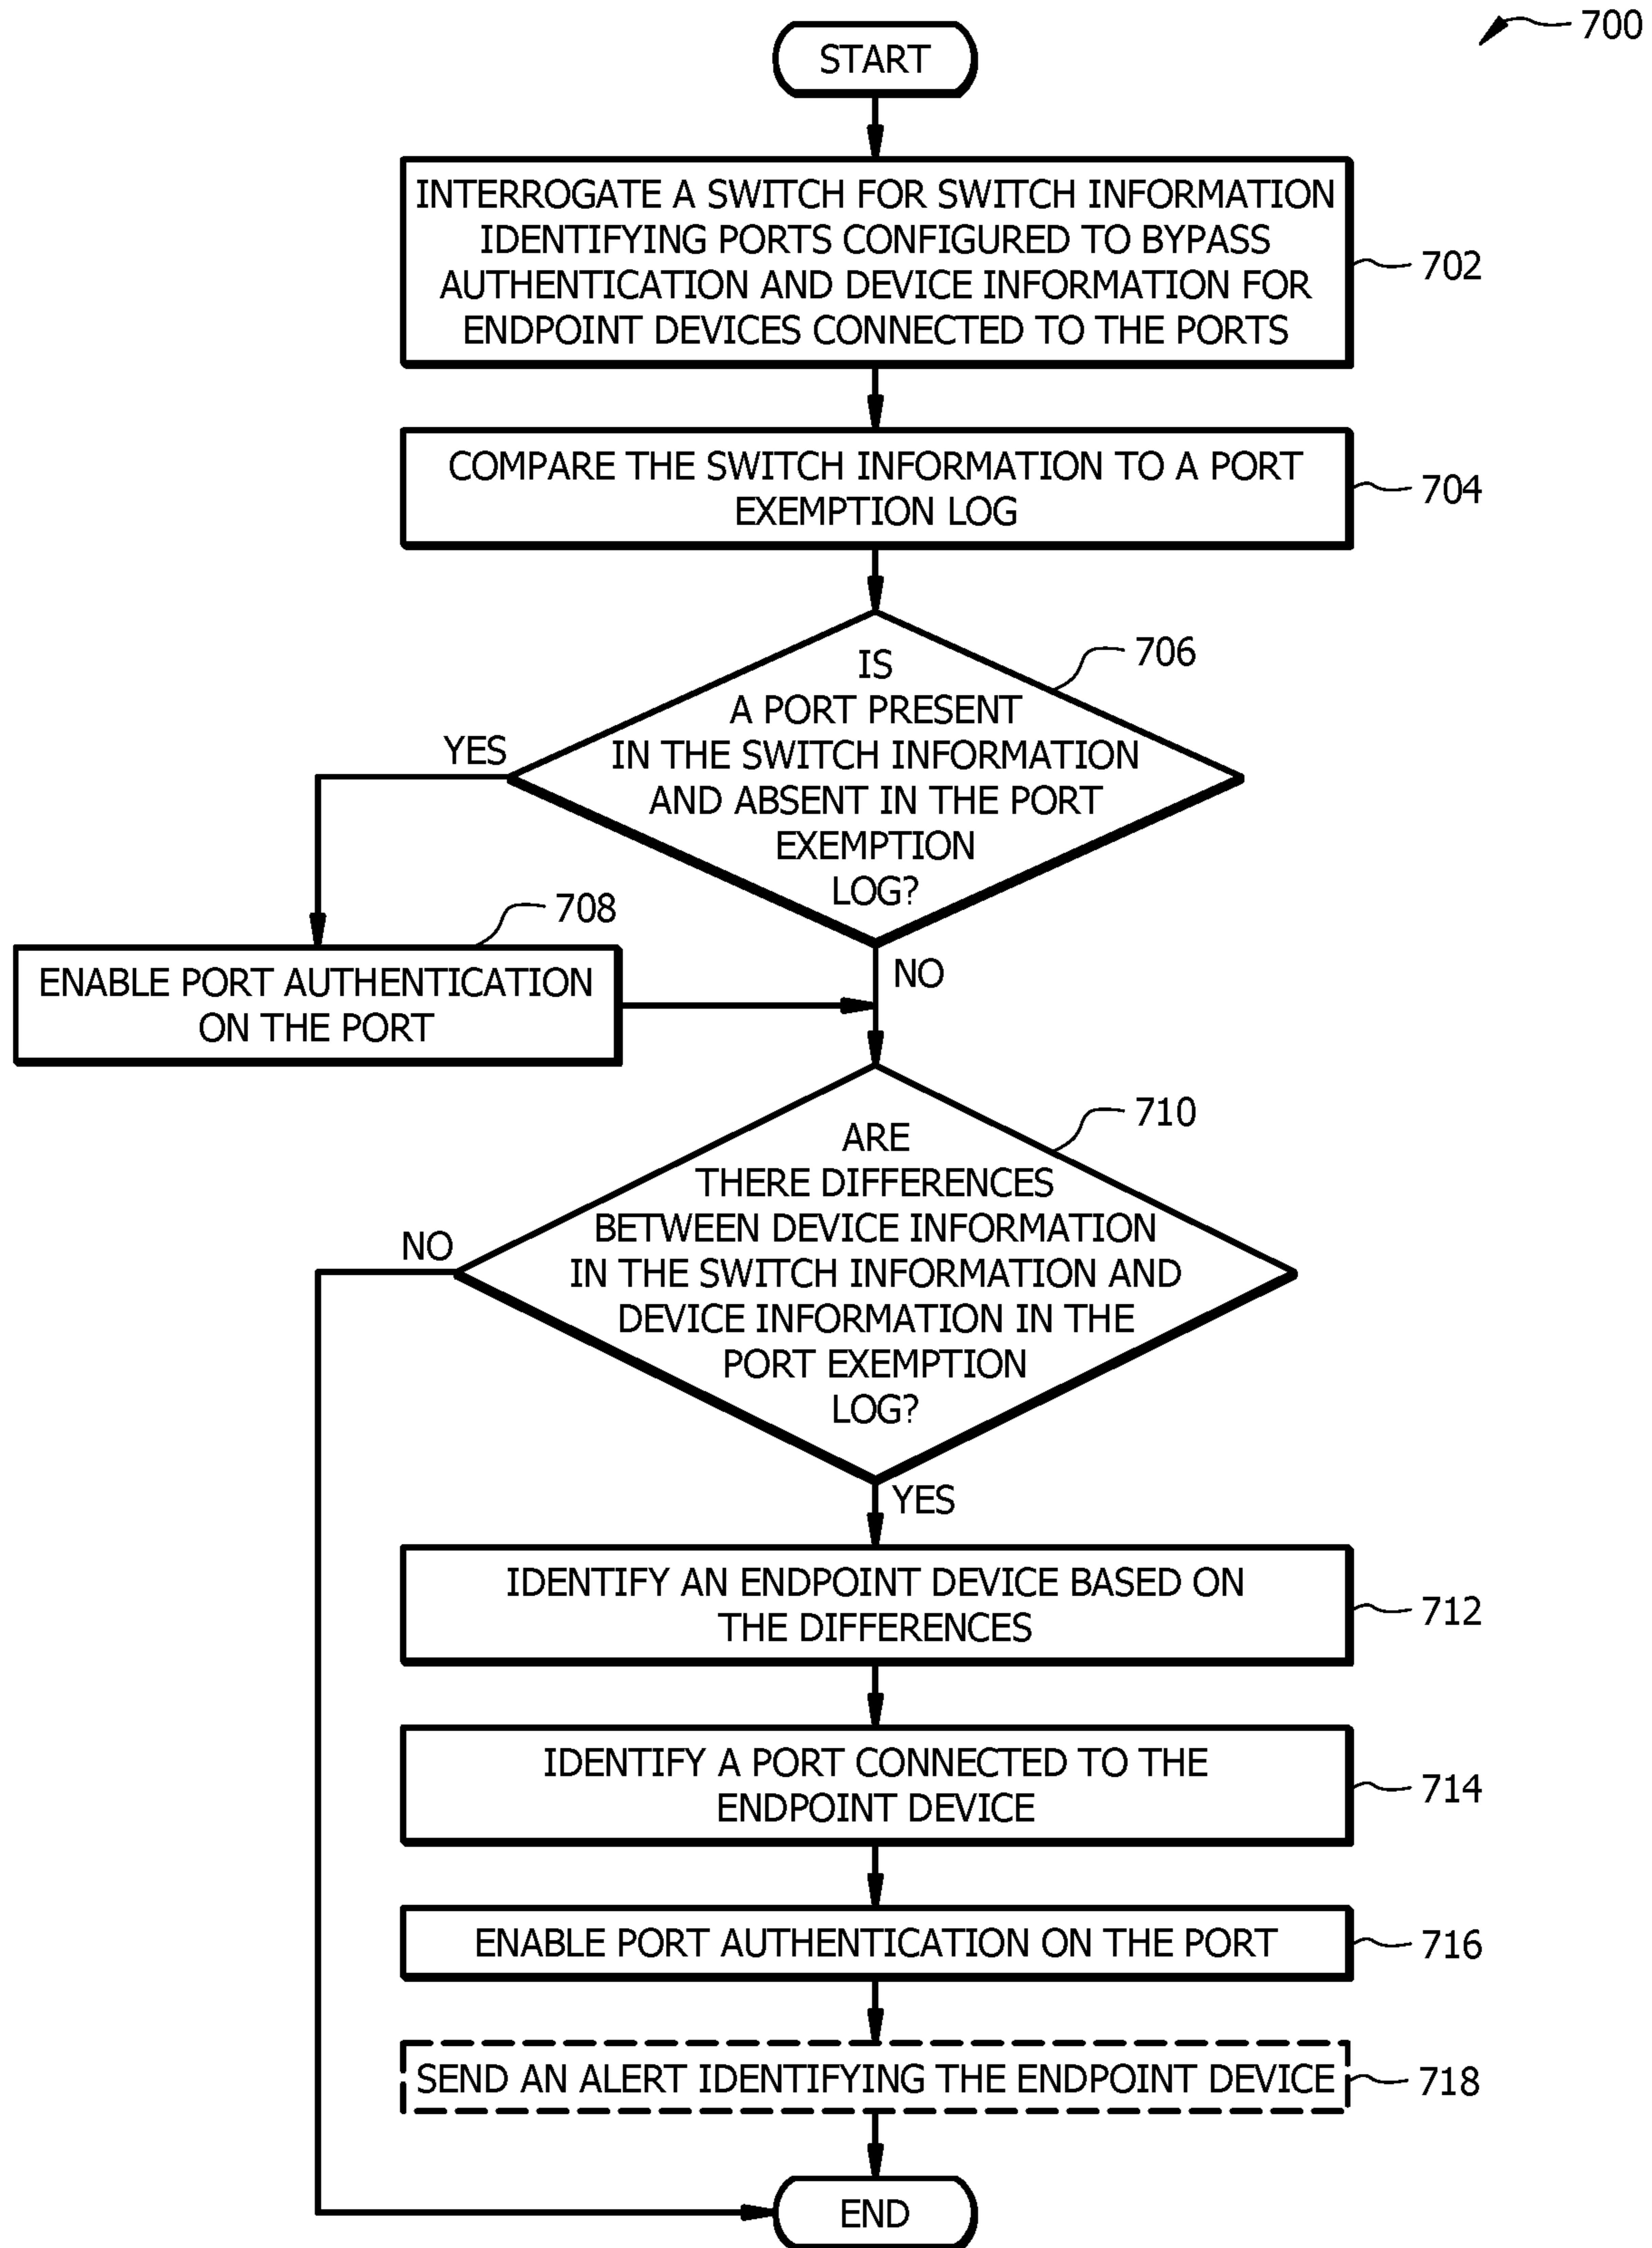 700
START
INTERROGATE A SWITCH FOR SWITCH INFORMATION
IDENTIFYING PORTS CONFIGURED TO BYPASS
AUTHENTICATION AND DEVICE INFORMATION FOR
ENDPOINT DEVICES CONNECTED TO THE PORTS
702
COMPARE THE SWITCH INFORMATION TO A PORT
EXEMPTION LOG
704
IS
A PORT PRESENT
IN THE SWITCH INFORMATION
AND ABSENT IN THE PORT
EXEMPTION
LOG?
706
YES
NO
708
ENABLE PORT AUTHENTICATION
ON THE PORT
ARE
THERE DIFFERENCES
BETWEEN DEVICE INFORMATION
IN THE SWITCH INFORMATION AND
DEVICE INFORMATION IN THE
PORT EXEMPTION
LOG?
710
NO
YES
IDENTIFY AN ENDPOINT DEVICE BASED ON
THE DIFFERENCES
712
IDENTIFY A PORT CONNECTED TO THE
ENDPOINT DEVICE
714
ENABLE PORT AUTHENTICATION ON THE PORT
716
SEND AN ALERT IDENTIFYING THE ENDPOINT DEVICE
718
END